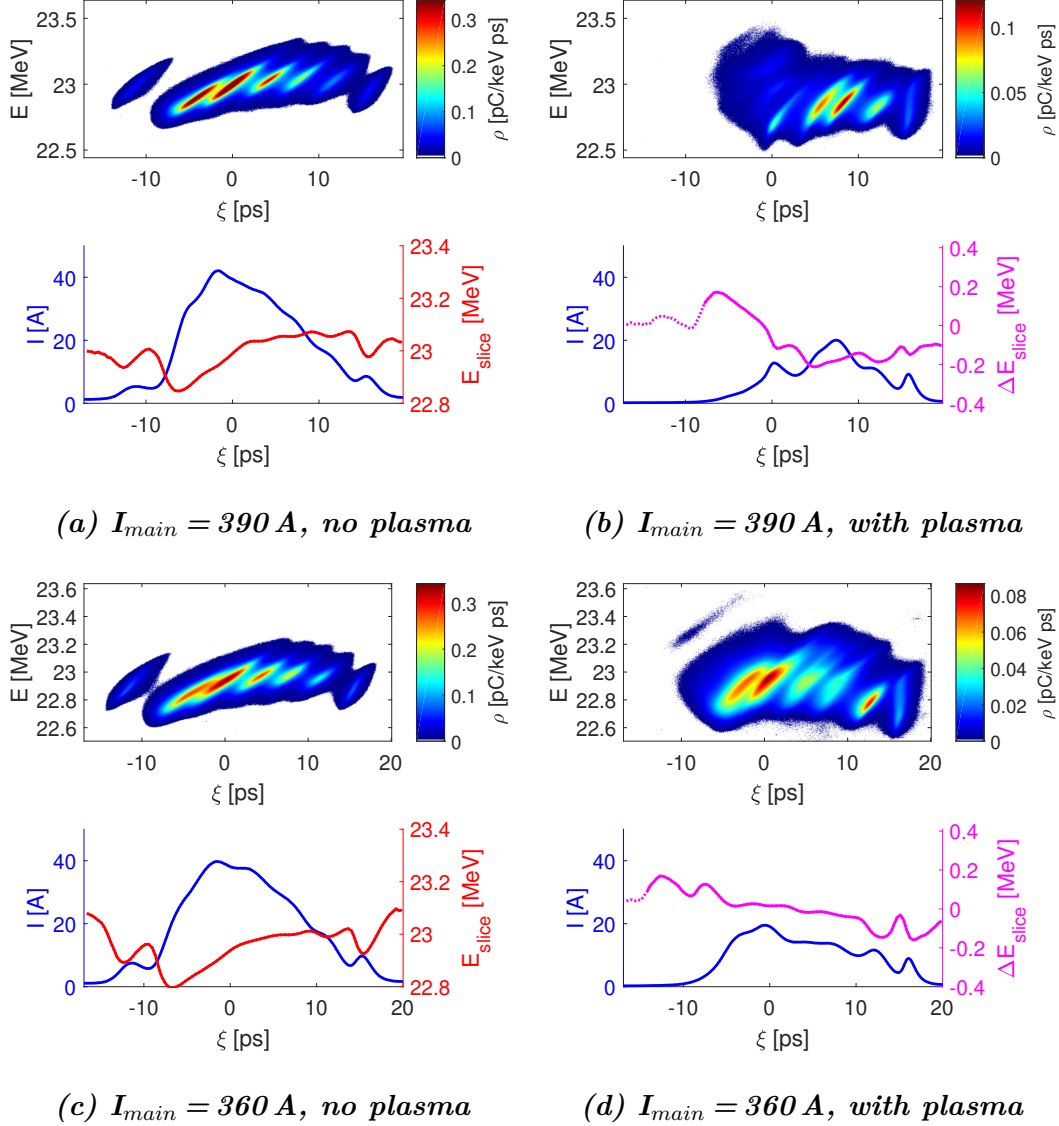 23.5
23
22.5
E [MeV]
-10 0 10
ξ [ps]
0.3
0.2
0.1
0
ρ [pC/keV ps]
23.5
23
22.5
E [MeV]
-10 0 10
ξ [ps]
0.1
0.05
0
ρ [pC/keV ps]
40
20
0
I [A]
-10 0 10
ξ [ps]
23.4
23.2
23
22.8
E_slice [MeV]
40
20
0
I [A]
-10 0 10
ξ [ps]
0.4
0.2
0
-0.2
-0.4
ΔE_slice [MeV]
(a) I_main = 390 A, no plasma
(b) I_main = 390 A, with plasma
23.6
23.4
23.2
23
22.8
22.6
E [MeV]
-10 0 10 20
ξ [ps]
0.3
0.2
0.1
0
ρ [pC/keV ps]
23.6
23.4
23.2
23
22.8
22.6
E [MeV]
-10 0 10 20
ξ [ps]
0.08
0.06
0.04
0.02
0
ρ [pC/keV ps]
40
20
0
I [A]
-10 0 10 20
ξ [ps]
23.4
23.2
23
22.8
E_slice [MeV]
40
20
0
I [A]
-10 0 10 20
ξ [ps]
0.4
0.2
0
-0.2
-0.4
ΔE_slice [MeV]
(c) I_main = 360 A, no plasma
(d) I_main = 360 A, with plasma